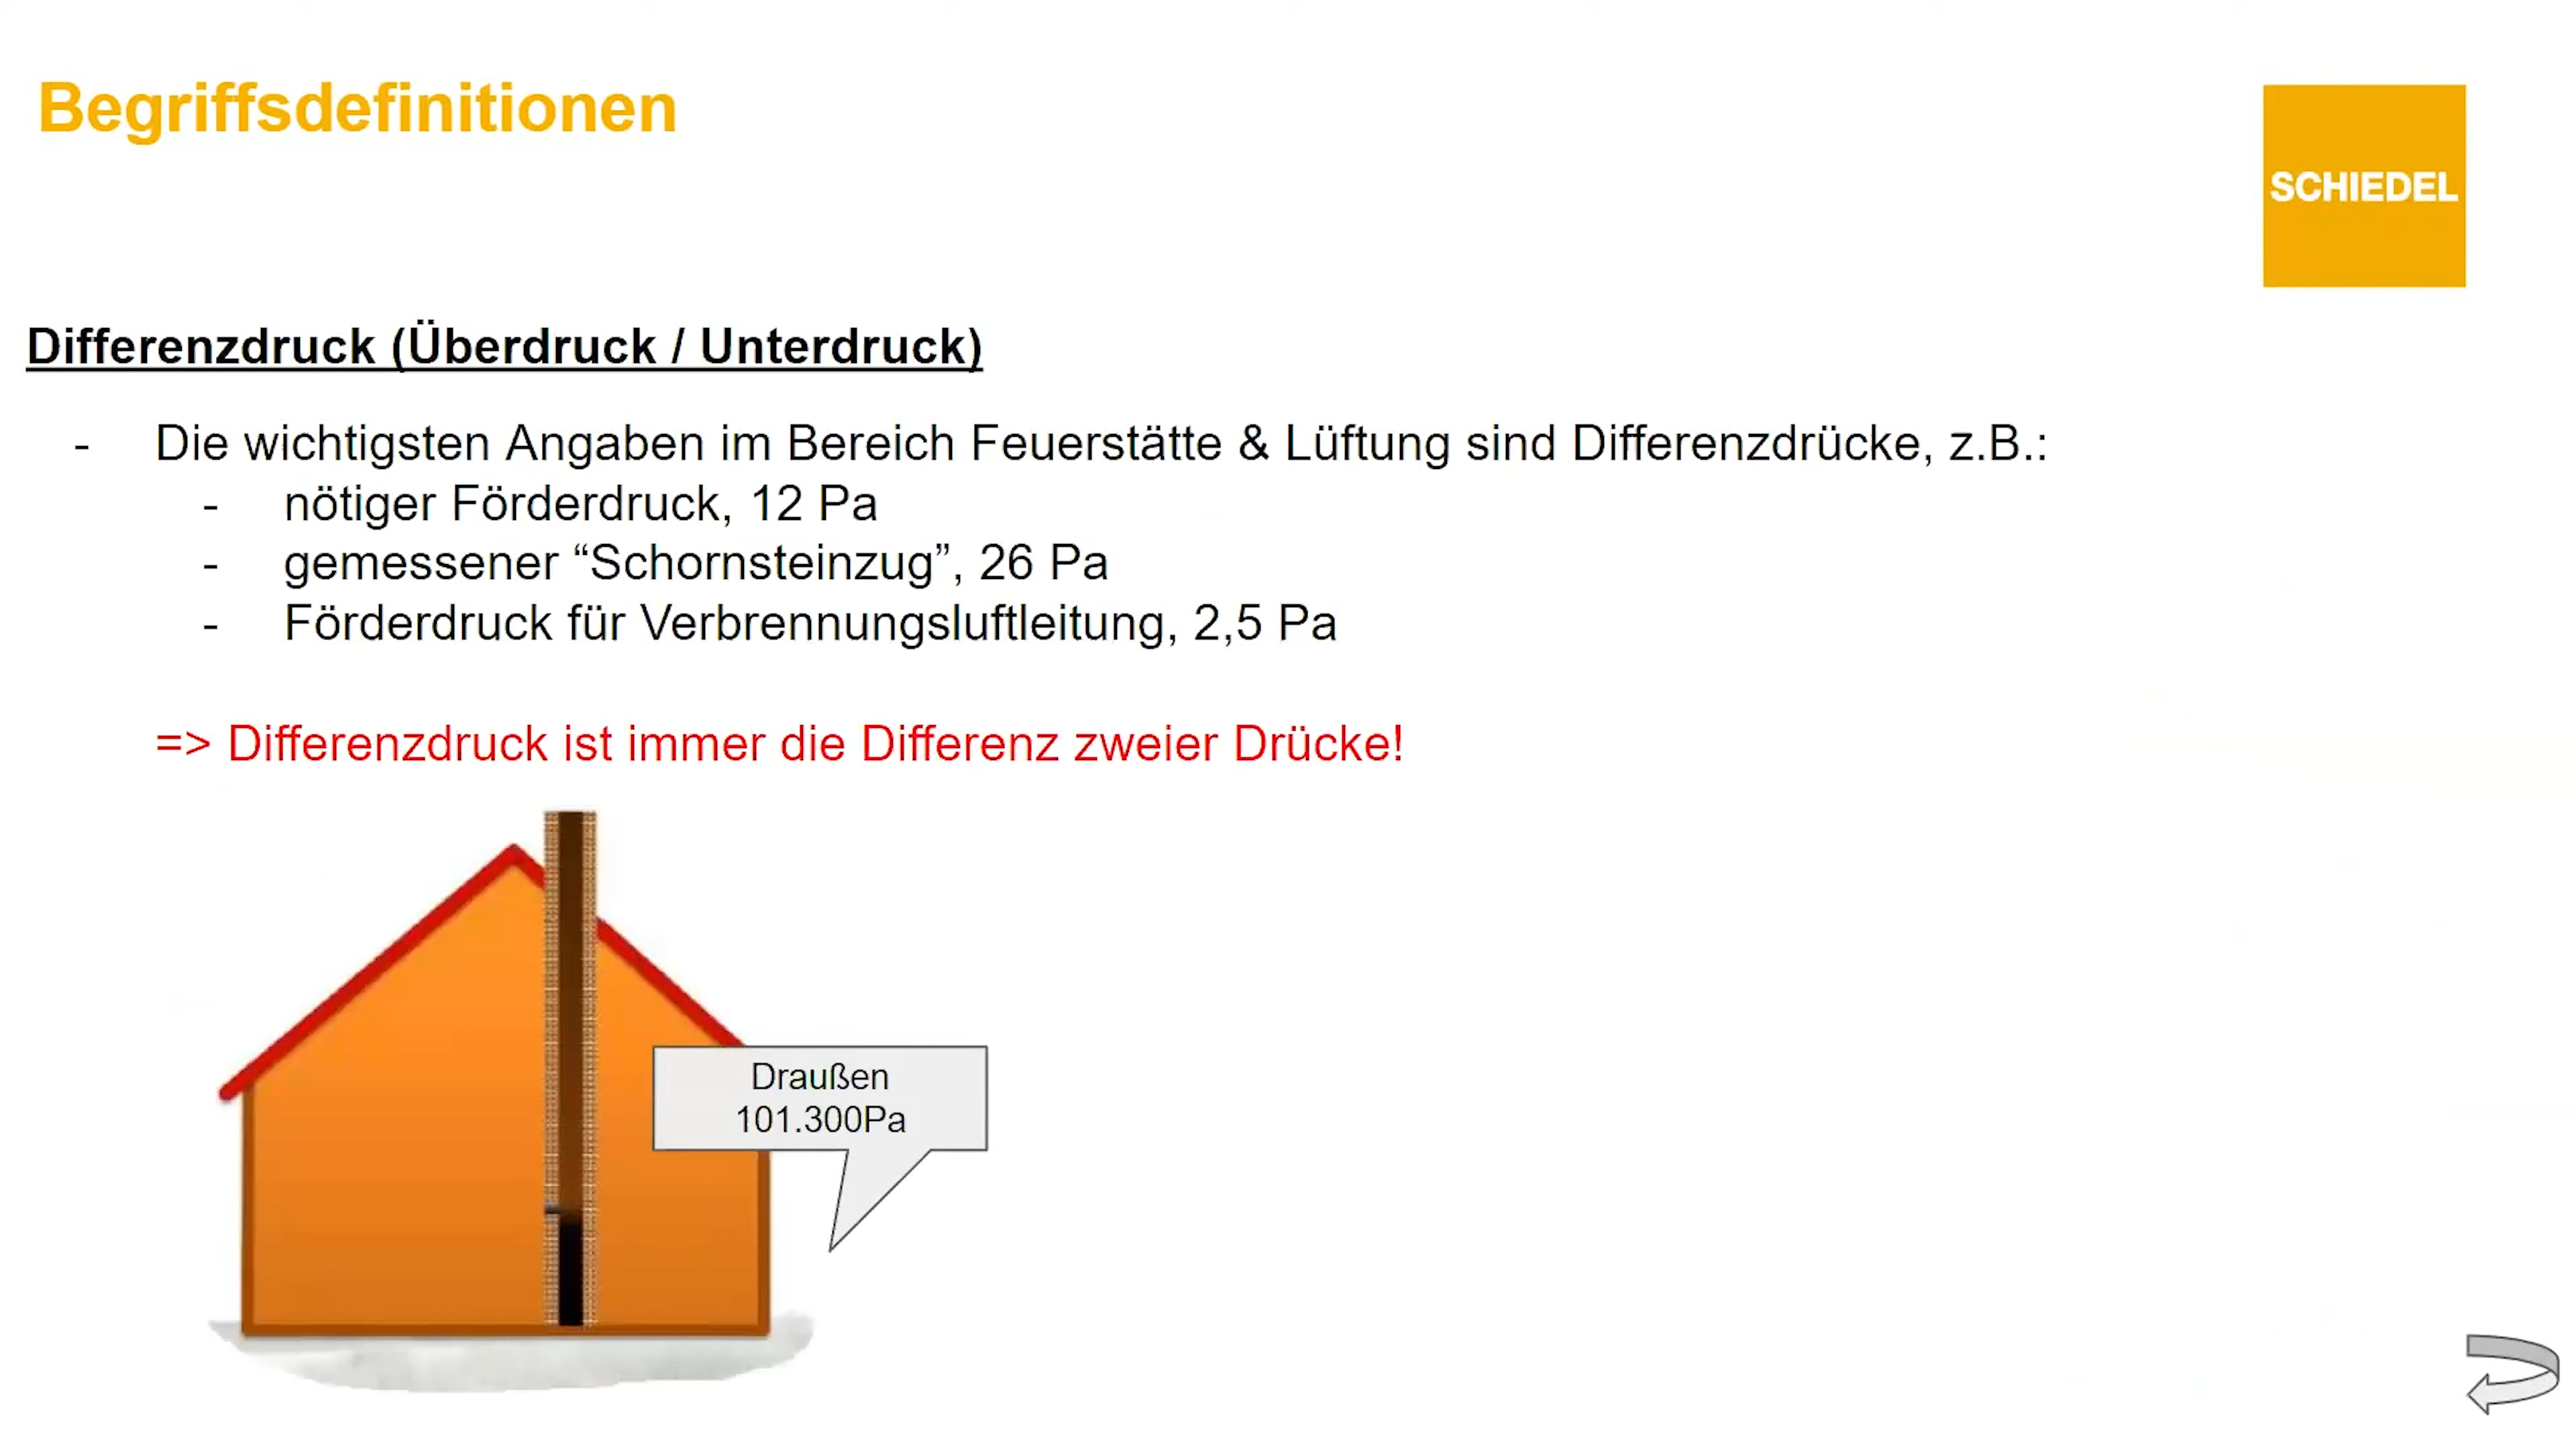 Begriffsdefinitionen
SCHIEDEL
Differenzdruck (Überdruck / Unterdruck)
- Die wichtigsten Angaben im Bereich Feuerstätte & Lüftung sind Differenzdrücke, z.B.:
- nötiger Förderdruck, 12 Pa
- gemessener “Schornsteinzug”, 26 Pa
- Förderdruck für Verbrennungsluftleitung, 2,5 Pa
=> Differenzdruck ist immer die Differenz zweier Drücke!
Draußen
101.300Pa